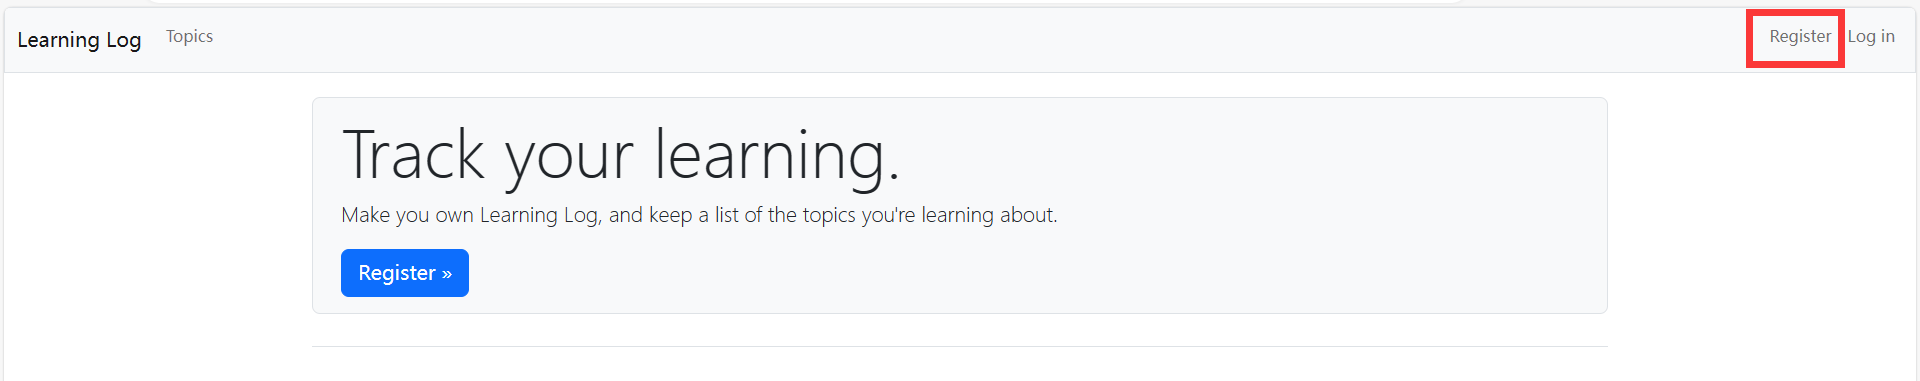 Learning Log Topics Register Log in
Track your learning.
Make you own Learning Log, and keep a list of the topics you're learning about.
Register »